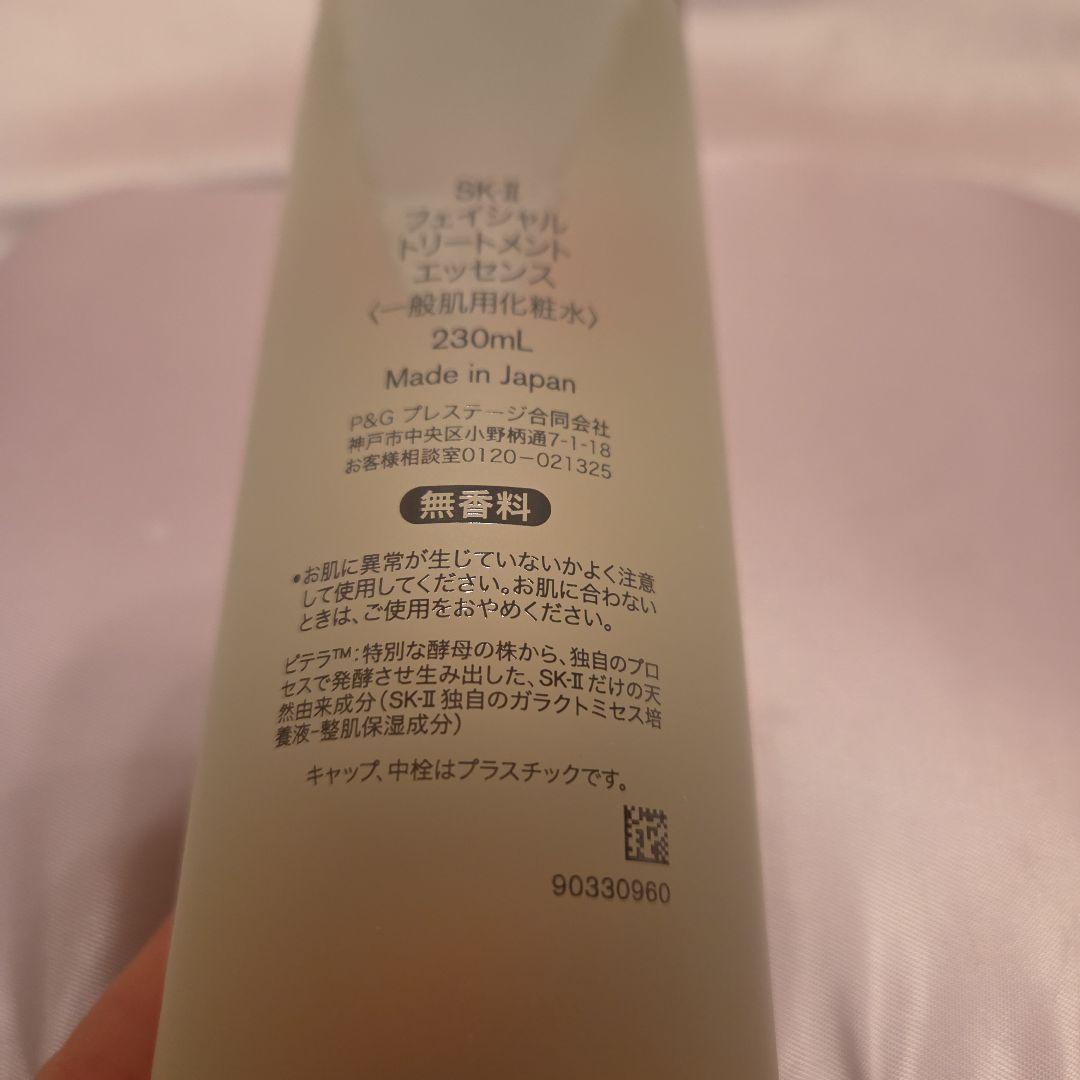 SK-II
フェイシャル
トリートメント
エッセンス
〈一般肌用化粧水〉
230mL
Made in Japan
P&G プレステージ合同会社
神戸市中央区小野柄通7-1-18
お客様相談室0120-021325
無香料
•お肌に異常が生じていないかよく注意
して使用してください。お肌に合わない
ときは、ご使用をおやめください。
ピテラ™:特別な酵母の株から、独自のプロ
セスで発酵させ生み出した、SK-IIだけの天
然由来成分(SK-II独自のガラクトミセス培
養液-整肌保湿成分)
キャップ、中栓はプラスチックです。
90330960